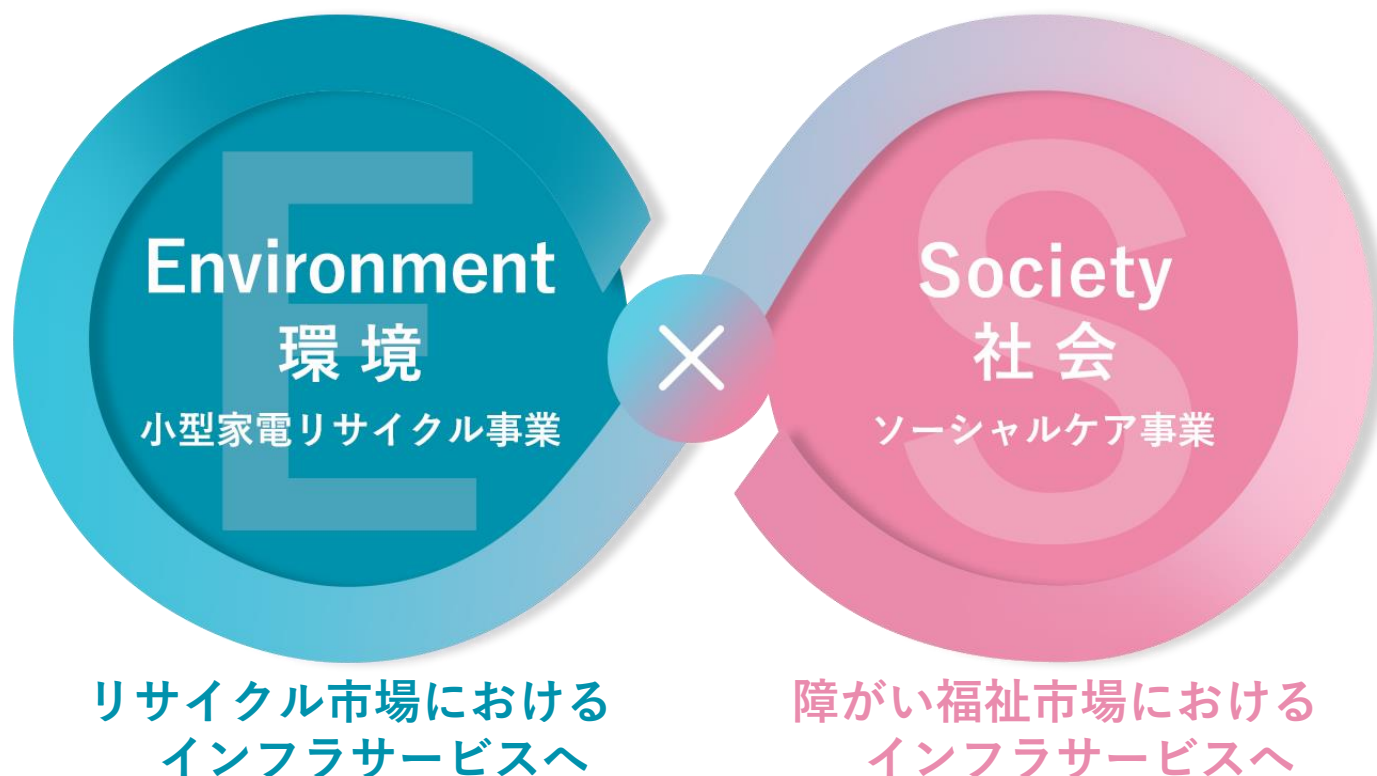 E
Environment
環境
小型家電リサイクル事業
×
S
Society
社会
ソーシャルケア事業
リサイクル市場における
インフラサービスへ
障がい福祉市場における
インフラサービスへ